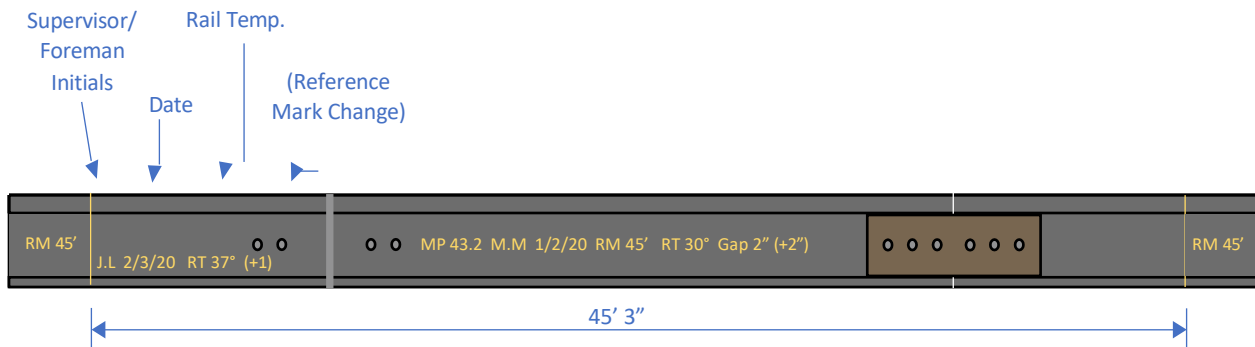 Supervisor/
Foreman
Initials
Date
Rail Temp.
(Reference
Mark Change)
RM 45’
J.L 2/3/20 RT 37° (+1)
MP 43.2 M.M 1/2/20 RM 45’ RT 30° Gap 2” (+2”)
RM 45’
45’ 3”